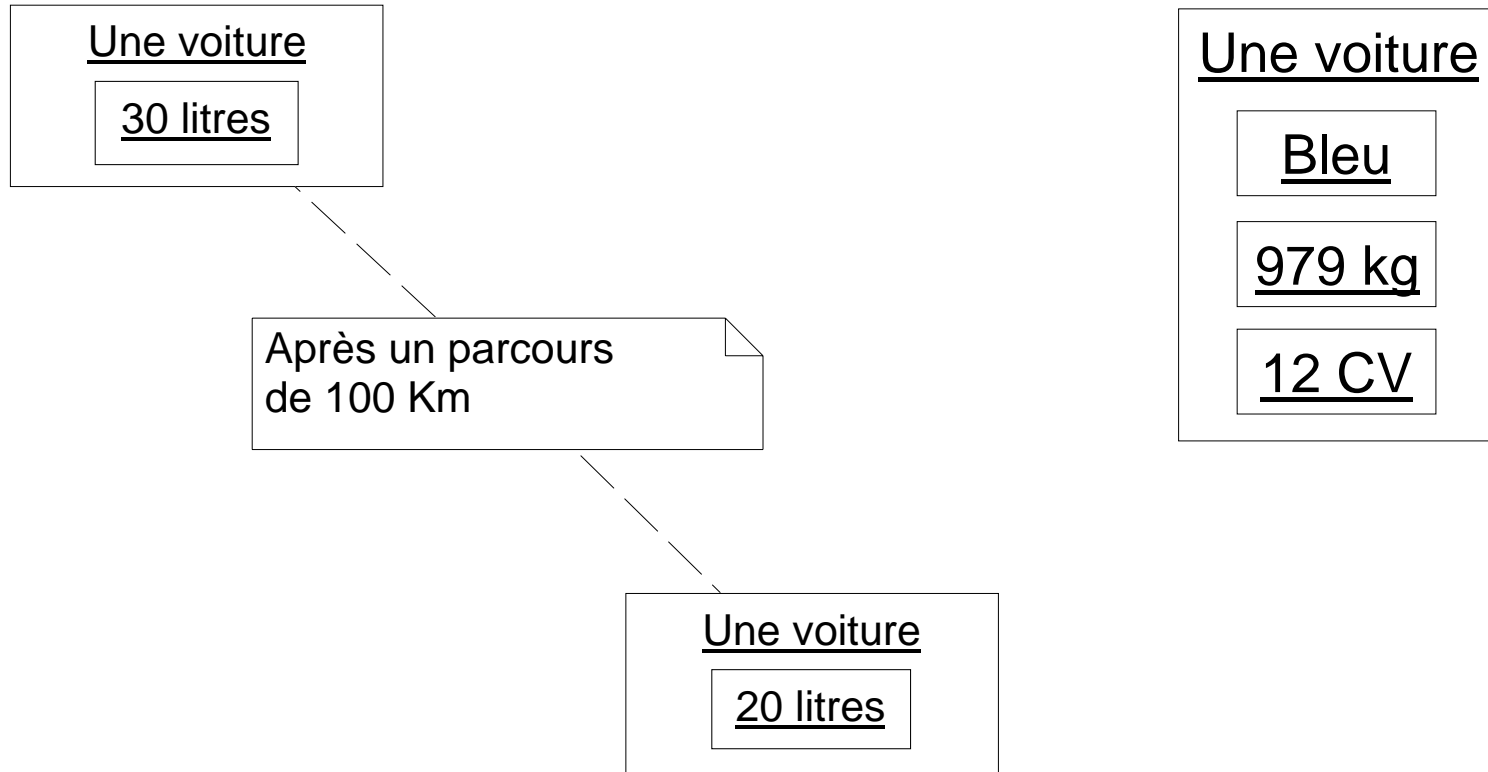 Une voiture
30 litres
Après un parcours
de 100 Km
Une voiture
20 litres
Une voiture
Bleu
979 kg
12 CV